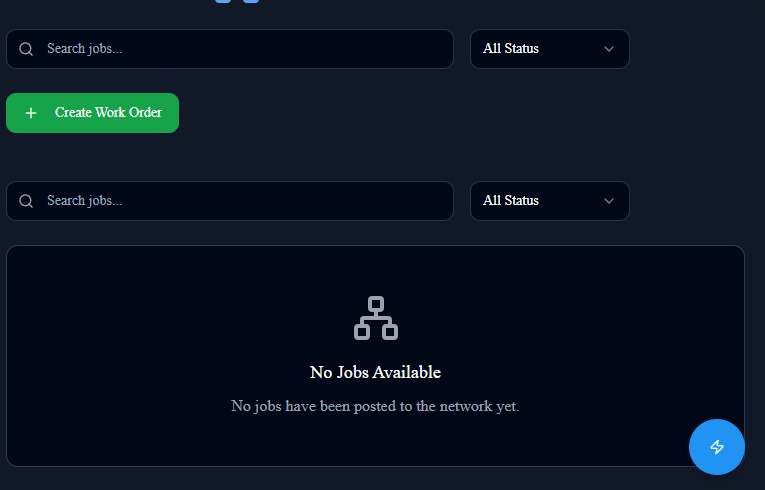 Search jobs...
All Status
Create Work Order
Search jobs...
All Status
No Jobs Available
No jobs have been posted to the network yet.